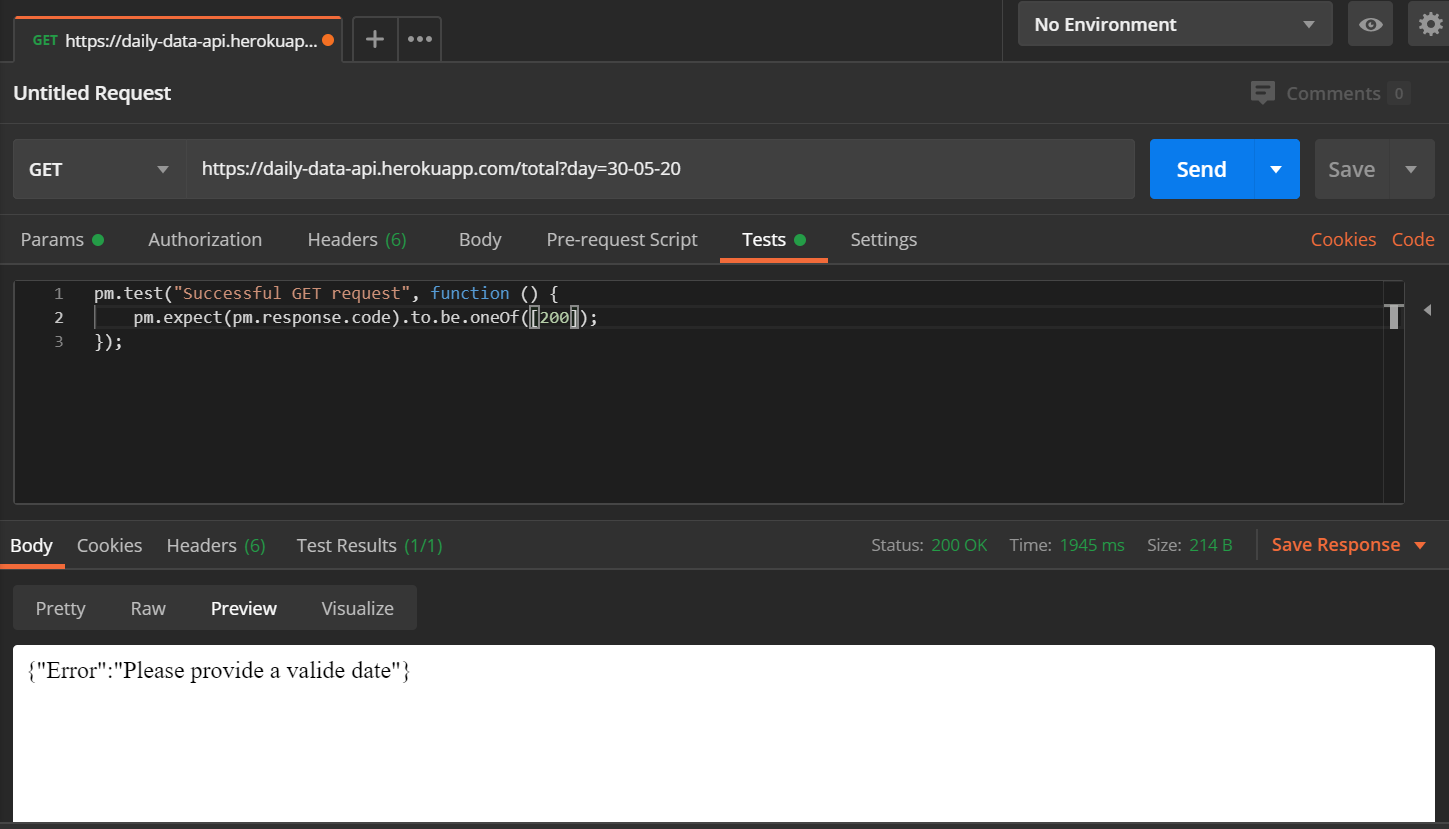 GET https://daily-data-api.herokuap...
No Environment
Untitled Request
Comments 0
GET https://daily-data-api.herokuapp.com/total?day=30-05-20 Send Save
Params Authorization Headers (6) Body Pre-request Script Tests Settings Cookies Code
1 pm.test("Successful GET request", function () {
2 pm.expect(pm.response.code).to.be.oneOf([200]);
3 });
Body Cookies Headers (6) Test Results (1/1) Status: 200 OK Time: 1945 ms Size: 214 B Save Response
Pretty Raw Preview Visualize
{"Error":"Please provide a valide date"}